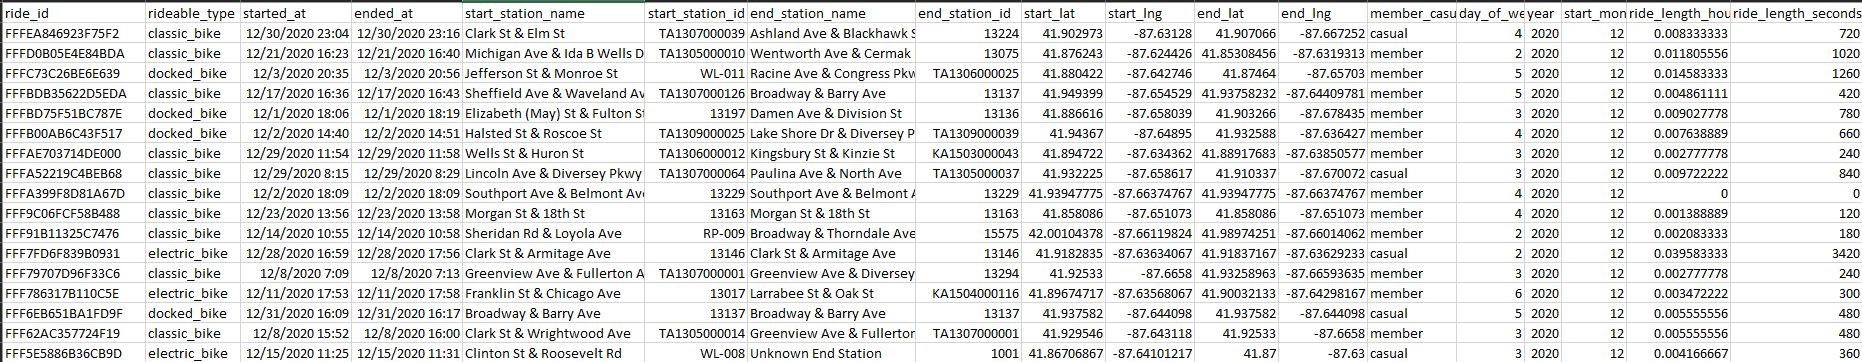 ride_id rideable_type started_at ended_at start_station_name start_station_id end_station_name end_station_id start_lat start_lng end_lat end_lng member_casu day_of_we year start_mon ride_length_hou ride_length_seconds
FFFEA846923F75F2 classic_bike 12/30/2020 23:04 12/30/2020 23:16 Clark St & Elm St TA1307000039 Ashland Ave & Blackhawk S 13224 41.902973 -87.63128 41.907066 -87.667252 casual 4 2020 12 0.008333333 720
FFFD0B05E4E84BDA classic_bike 12/21/2020 16:23 12/21/2020 16:40 Michigan Ave & Ida B Wells D TA1305000010 Wentworth Ave & Cermak 13075 41.876243 -87.624426 41.85308456 -87.6319313 member 2 2020 12 0.011805556 1020
FFFC73C26BE6E639 docked_bike 12/3/2020 20:35 12/3/2020 20:56 Jefferson St & Monroe St WL-011 Racine Ave & Congress Pkw TA1306000025 41.880422 -87.642746 41.87464 -87.65703 member 5 2020 12 0.014583333 1260
FFFBDB35622D5EDA classic_bike 12/17/2020 16:36 12/17/2020 16:43 Sheffield Ave & Waveland Av TA1307000126 Broadway & Barry Ave 13137 41.949399 -87.654529 41.93758232 -87.64409781 member 5 2020 12 0.004861111 420
FFFBD75F51BC787E docked_bike 12/1/2020 18:06 12/1/2020 18:19 Elizabeth (May) St & Fulton St 13197 Damen Ave & Division St 13136 41.886616 -87.658039 41.903266 -87.678435 member 3 2020 12 0.009027778 780
FFFB00AB6C43F517 docked_bike 12/2/2020 14:40 12/2/2020 14:51 Halsted St & Roscoe St TA1309000025 Lake Shore Dr & Diversey P TA1309000039 41.94367 -87.64895 41.932588 -87.636427 member 4 2020 12 0.007638889 660
FFFAE703714DE000 classic_bike 12/29/2020 11:54 12/29/2020 11:58 Wells St & Huron St TA1306000012 Kingsbury St & Kinzie St KA1503000043 41.894722 -87.634362 41.88917683 -87.63850577 member 3 2020 12 0.002777778 240
FFFA52219C4BEB68 classic_bike 12/29/2020 8:15 12/29/2020 8:29 Lincoln Ave & Diversey Pkwy TA1307000064 Paulina Ave & North Ave TA1305000037 41.932225 -87.658617 41.910337 -87.670072 casual 3 2020 12 0.009722222 840
FFFA399F8D81A67D classic_bike 12/2/2020 18:09 12/2/2020 18:09 Southport Ave & Belmont Ave 13229 Southport Ave & Belmont A 13229 41.93947775 -87.66374767 41.93947775 -87.66374767 member 4 2020 12 0 0
FFF9C06FCF58B488 classic_bike 12/23/2020 13:56 12/23/2020 13:58 Morgan St & 18th St 13163 Morgan St & 18th St 13163 41.858086 -87.651073 41.858086 -87.651073 member 4 2020 12 0.001388889 120
FFF91B11325C7476 classic_bike 12/14/2020 10:55 12/14/2020 10:58 Sheridan Rd & Loyola Ave RP-009 Broadway & Thorndale Ave 15575 42.00104378 -87.66119824 41.98974251 -87.66014062 member 2 2020 12 0.002083333 180
FFF7FD6F839B0931 electric_bike 12/28/2020 16:59 12/28/2020 17:56 Clark St & Armitage Ave 13146 Clark St & Armitage Ave 13146 41.9182835 -87.63634067 41.91837167 -87.63629233 casual 2 2020 12 0.039583333 3420
FFF79707D96F33C6 classic_bike 12/8/2020 7:09 12/8/2020 7:13 Greenview Ave & Fullerton A TA1307000001 Greenview Ave & Diversey 13294 41.92533 -87.6658 41.93258963 -87.66593635 member 3 2020 12 0.002777778 240
FFF786317B110C5E electric_bike 12/11/2020 17:53 12/11/2020 17:58 Franklin St & Chicago Ave 13017 Larrabee St & Oak St KA1504000116 41.89674717 -87.63568067 41.90032133 -87.64298167 member 6 2020 12 0.003472222 300
FFF6EB651BA1FD9F docked_bike 12/31/2020 16:09 12/31/2020 16:17 Broadway & Barry Ave 13137 Broadway & Barry Ave 13137 41.937582 -87.644098 41.937582 -87.644098 casual 5 2020 12 0.005555556 480
FFF62AC357724F19 classic_bike 12/8/2020 15:52 12/8/2020 16:00 Clark St & Wrightwood Ave TA1305000014 Greenview Ave & Fullerton TA1307000001 41.929546 -87.643118 41.92533 -87.6658 member 3 2020 12 0.005555556 480
FFF5E5886B36CB9D electric_bike 12/15/2020 11:25 12/15/2020 11:31 Clinton St & Roosevelt Rd WL-008 Unknown End Station 1001 41.86706867 -87.64101217 41.87 -87.63 casual 3 2020 12 0.004166667 360